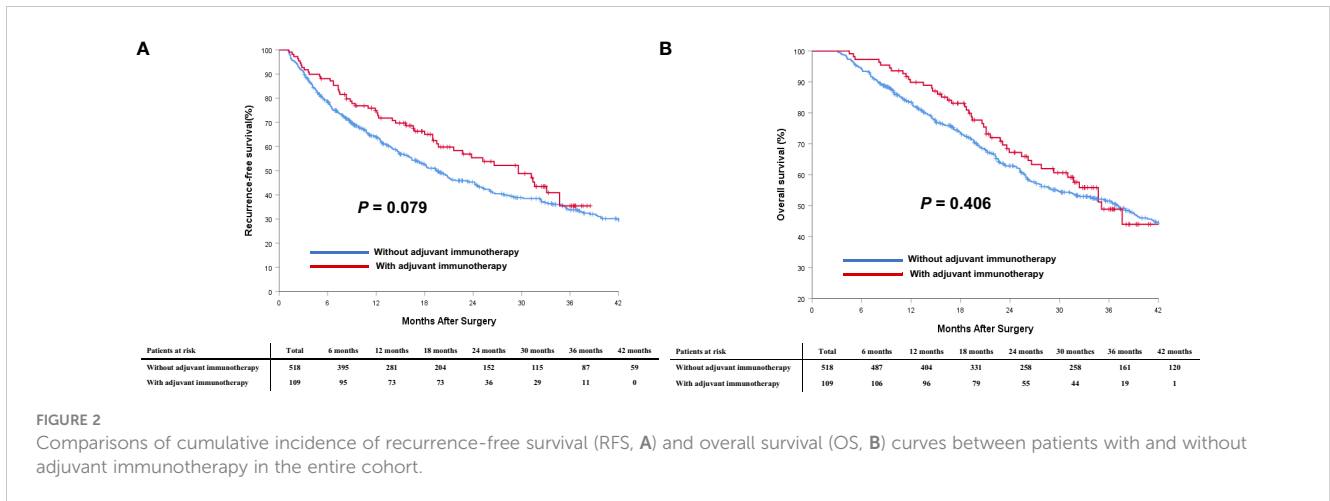 A
B
Recurrence-free survival(%)
100
90
80
70
60
50
40
30
20
10
0
P = 0.079
Without adjuvant immunotherapy
With adjuvant immunotherapy
0 6 12 18 24 30 36 42
Months After Surgery
Overall survival (%)
100
90
80
70
60
50
40
30
20
P = 0.406
Without adjuvant immunotherapy
With adjuvant immunotherapy
0 6 12 18 24 30 36 42
Months After Surgery
Patients at risk Total 6 months 12 months 18 months 24 months 30 months 36 months 42 months
Without adjuvant immunotherapy 518 395 281 204 152 115 87 59
With adjuvant immunotherapy 109 95 73 73 36 29 11 0
Patients at risk Total 6 months 12 months 18 months 24 months 30 months 36 months 42 months
Without adjuvant immunotherapy 518 487 404 331 258 258 161 120
With adjuvant immunotherapy 109 106 96 79 55 44 19 1
FIGURE 2
Comparisons of cumulative incidence of recurrence-free survival (RFS, A) and overall survival (OS, B) curves between patients with and without
adjuvant immunotherapy in the entire cohort.